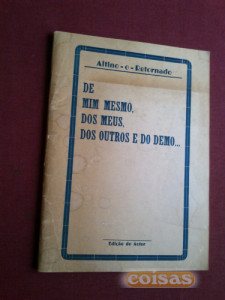 Altino-o-Retornado
DE
MIM MESMO,
DOS MEUS,
DOS OUTROS E DO DEMO...
Edição do Autor
coisas